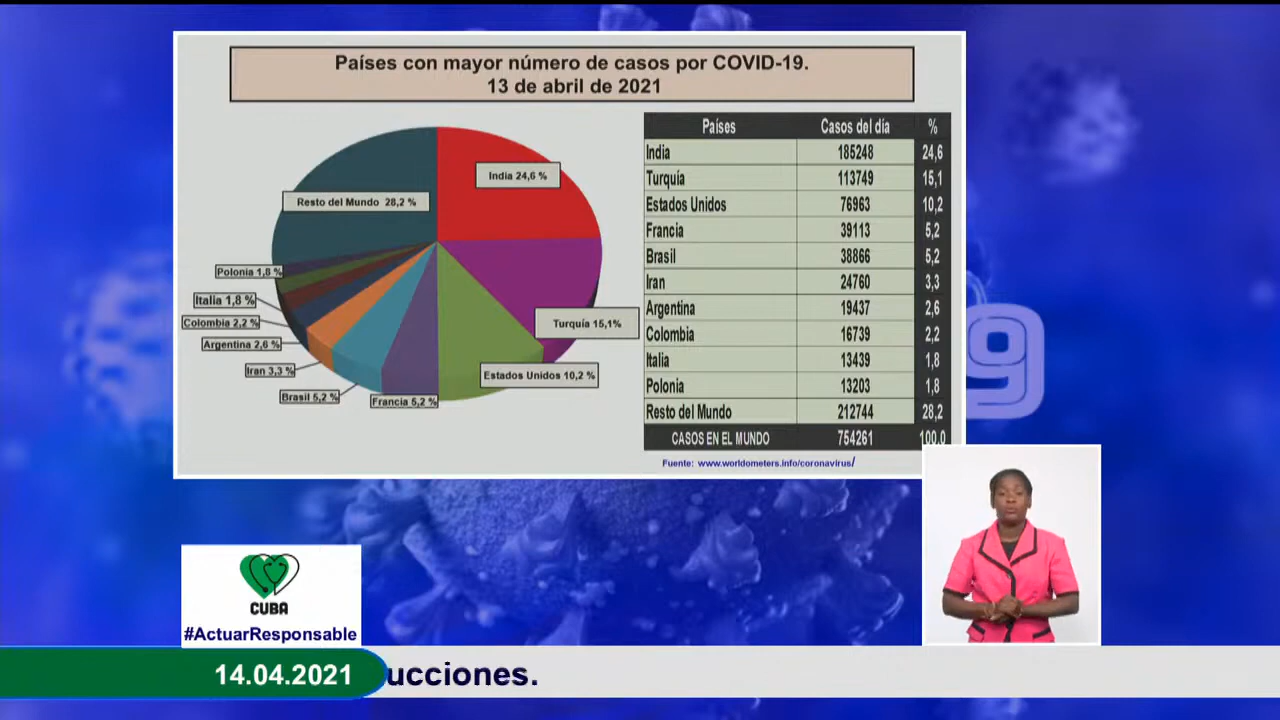 Países con mayor número de casos por COVID-19.
13 de abril de 2021
India 24,6 %
Resto del Mundo 28,2 %
Polonia 1,8 %
Italia 1,8 %
Colombia 2,2 %
Argentina 2,6 %
Iran 3,3 %
Brasil 5,2 %
Francia 5,2 %
Estados Unidos 10,2 %
Turquía 15,1%
Países Casos del día %
India 185248 24,6
Turquía 113749 15,1
Estados Unidos 76963 10,2
Francia 39113 5,2
Brasil 38866 5,2
Iran 24760 3,3
Argentina 19437 2,6
Colombia 16739 2,2
Italia 13439 1,8
Polonia 13203 1,8
Resto del Mundo 212744 28,2
CASOS EN EL MUNDO 754261 100,0
Fuente: www.worldometers.info/coronavirus/
9
CUBA
#ActuarResponsable
14.04.2021 ucciones.